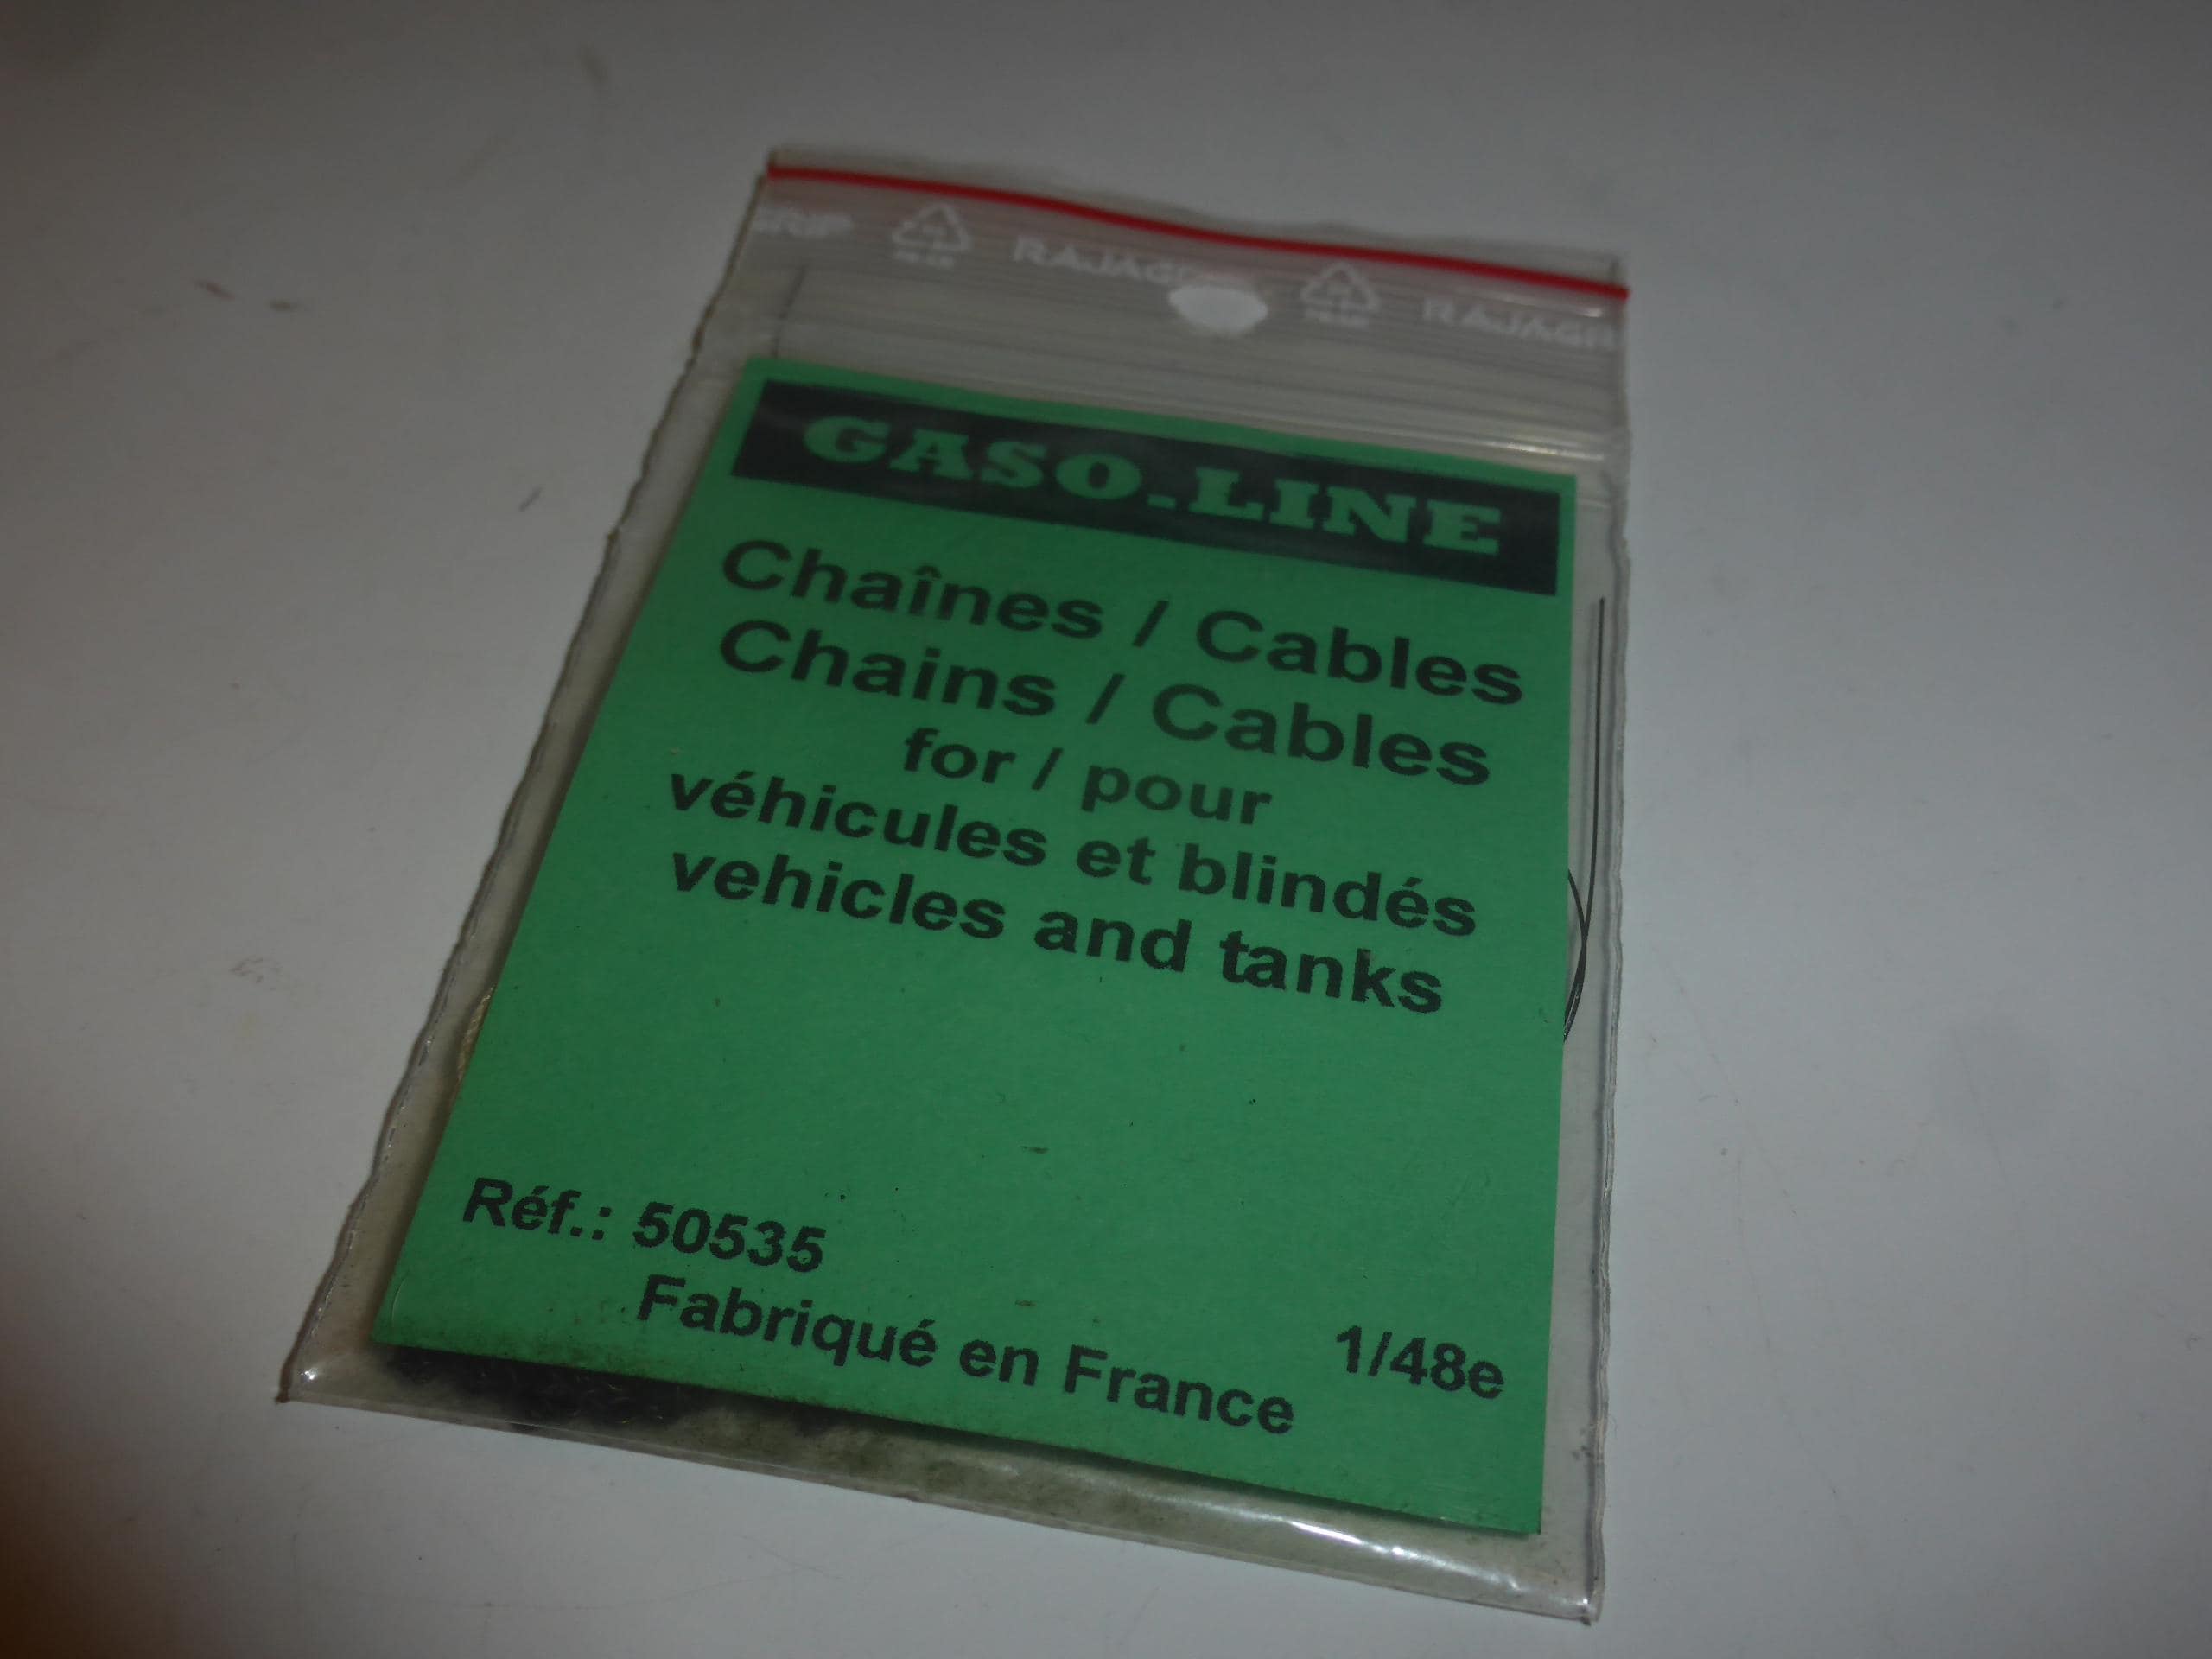 RAJAGR
GASO.LINE
Chaînes / Cables
Chains / Cables
for / pour
véhicules et blindés
vehicles and tanks
Réf.: 50535
Fabriqué en France
1/48e